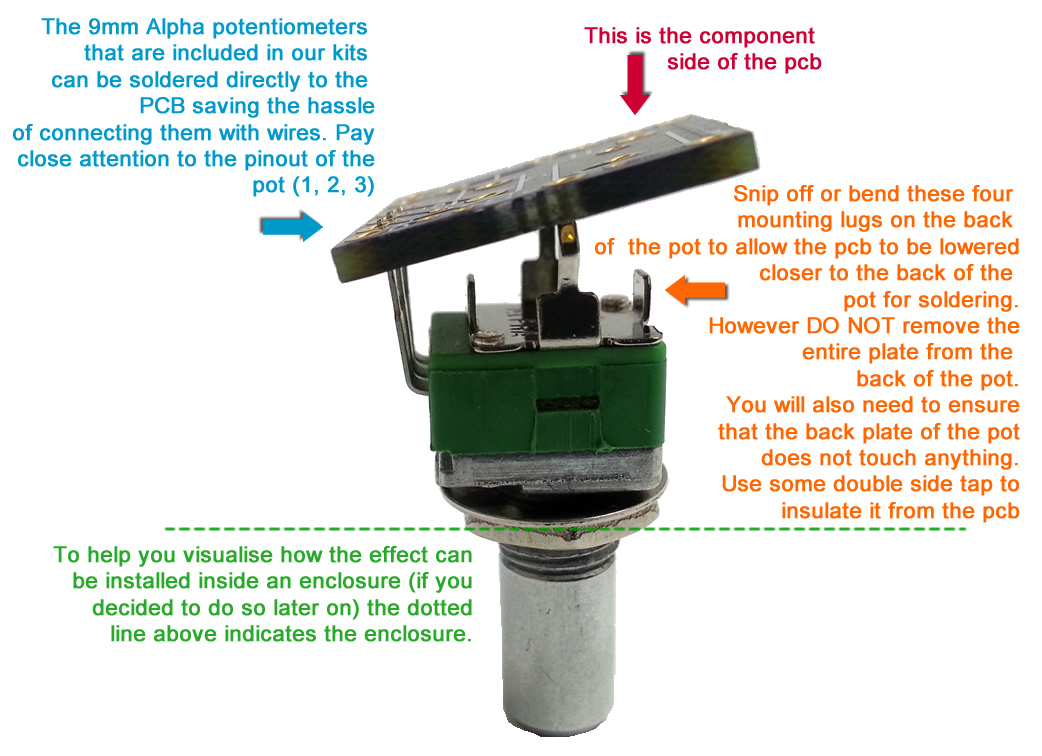 The 9mm Alpha potentiometers
that are included in our kits
can be soldered directly to the
PCB saving the hassle
of connecting them with wires. Pay
close attention to the pinout of the
pot (1, 2, 3)
This is the component
side of the pcb
Snip off or bend these four
mounting lugs on the back
of the pot to allow the pcb to be lowered
closer to the back of the
pot for soldering.
However DO NOT remove the
entire plate from the
back of the pot.
You will also need to ensure
that the back plate of the pot
does not touch anything.
Use some double side tap to
insulate it from the pcb
To help you visualise how the effect can
be installed inside an enclosure (if you
decided to do so later on) the dotted
line above indicates the enclosure.